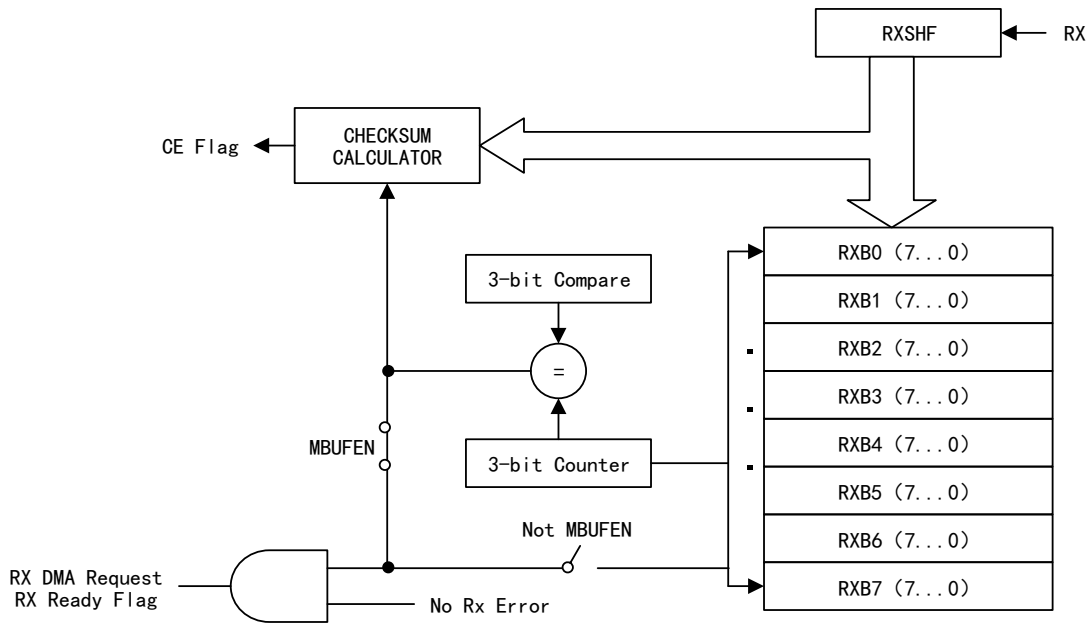 RXSHF
RX
CE Flag
CHECKSUM
CALCULATOR
3-bit Compare
=
3-bit Counter
MBUFEN
Not MBUFEN
RX DMA Request
RX Ready Flag
No Rx Error
RXB0 (7...0)
RXB1 (7...0)
RXB2 (7...0)
RXB3 (7...0)
RXB4 (7...0)
RXB5 (7...0)
RXB6 (7...0)
RXB7 (7...0)